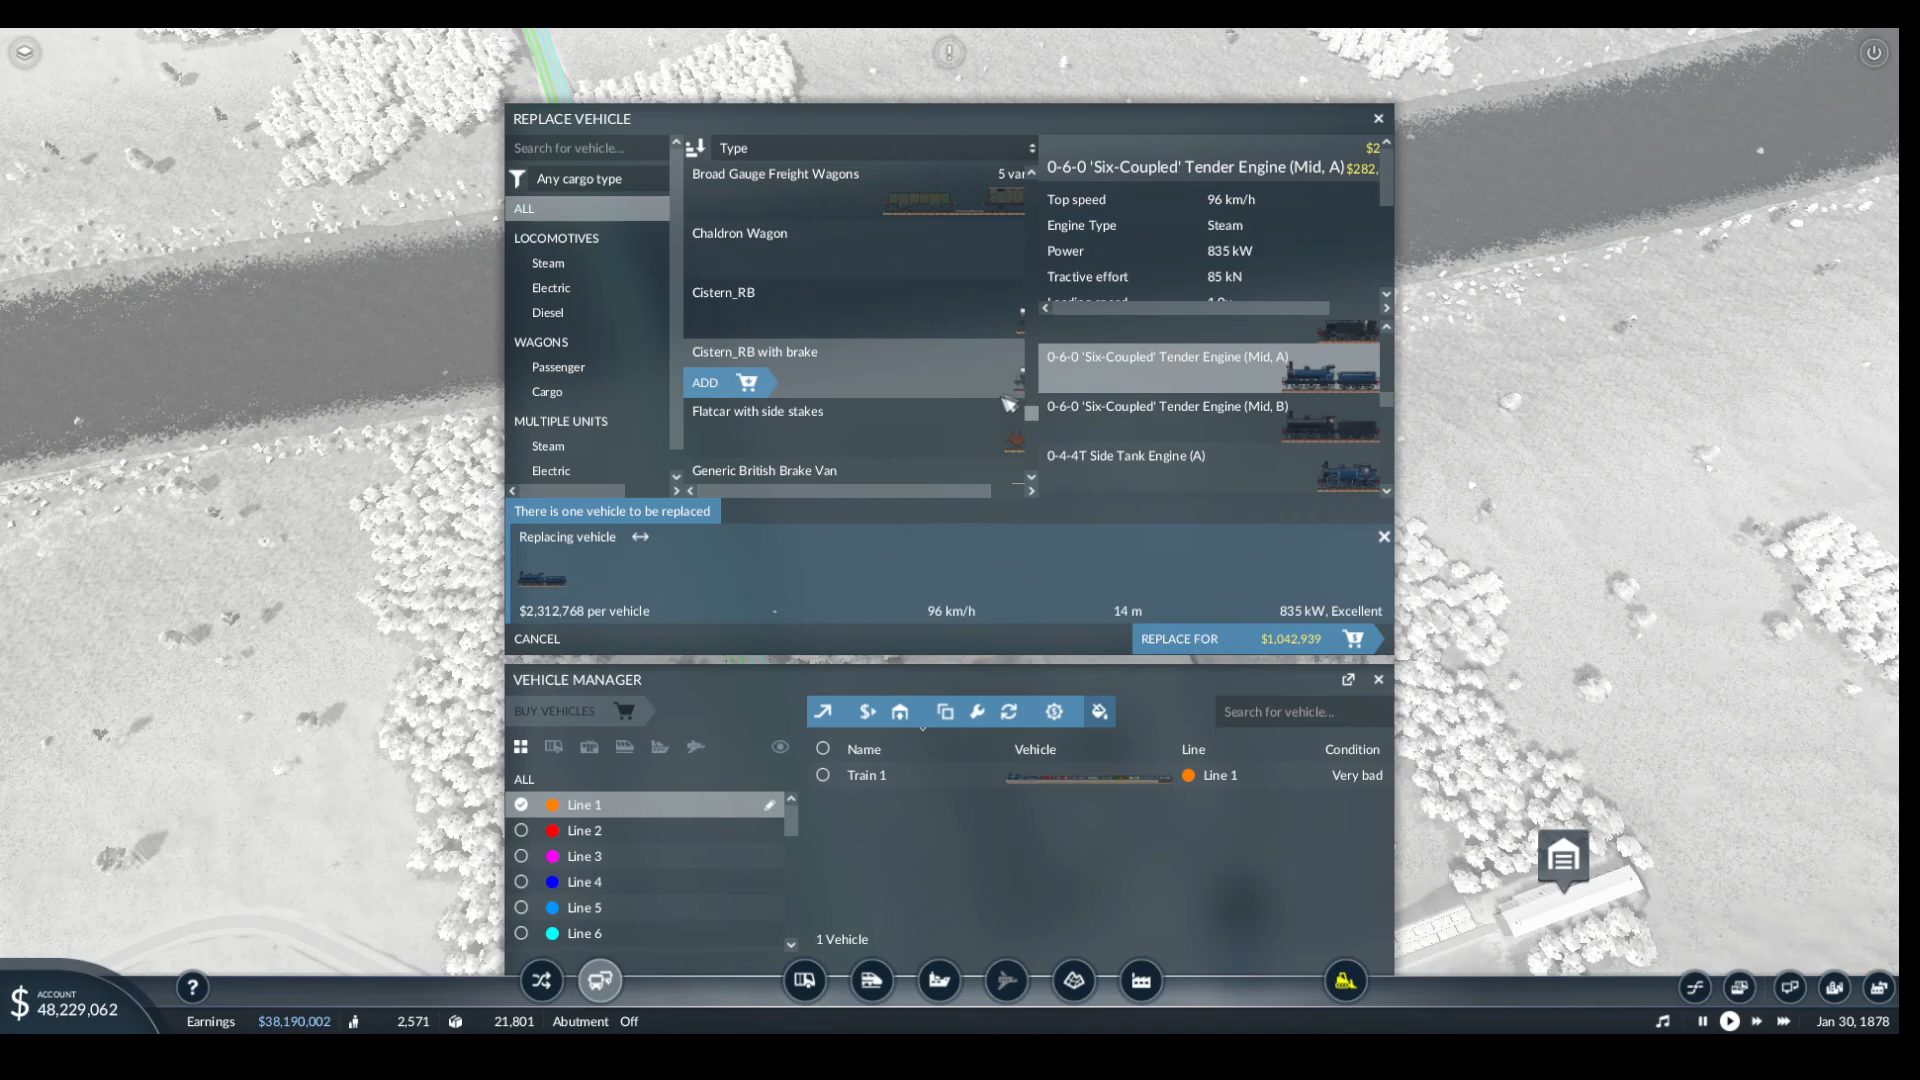 REPLACE VEHICLE
Search for vehicle...
Any cargo type
ALL
LOCOMOTIVES
Steam
Electric
Diesel
WAGONS
Passenger
Cargo
MULTIPLE UNITS
Steam
Electric
Type
Broad Gauge Freight Wagons 5 var
Chaldron Wagon
Cistern_RB
Cistern_RB with brake
ADD
Flatcar with side stakes
Generic British Brake Van
$2
0-6-0 'Six-Coupled' Tender Engine (Mid, A) $282,
Top speed 96 km/h
Engine Type Steam
Power 835 kW
Tractive effort 85 kN
0-6-0 'Six-Coupled' Tender Engine (Mid, A)
0-6-0 'Six-Coupled' Tender Engine (Mid, B)
0-4-4T Side Tank Engine (A)
There is one vehicle to be replaced
Replacing vehicle
$2,312,768 per vehicle - 96 km/h 14 m 835 kW, Excellent
CANCEL
REPLACE FOR $1,042,939
VEHICLE MANAGER
BUY VEHICLES
Search for vehicle...
ALL
Line 1
Line 2
Line 3
Line 4
Line 5
Line 6
Name Vehicle Line Condition
Train 1 Line 1 Very bad
1 Vehicle
$ ACCOUNT
48,229,062
?
Earnings $38,190,002 2,571 21,801 Abutment Off
Jan 30, 1878